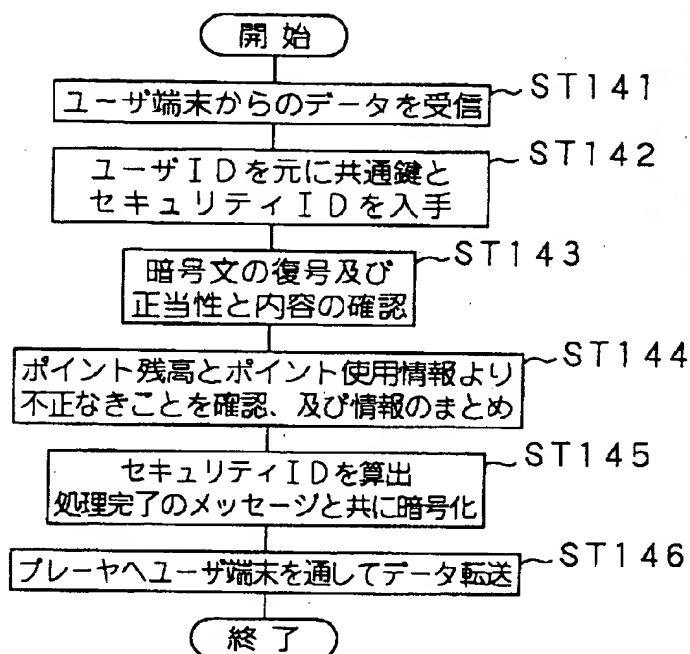 開始
ユーザ端末からのデータを受信
ST141
ユーザIDを元に共通鍵と
セキュリティIDを入手
ST142
暗号文の復号及び
正当性と内容の確認
ST143
ポイント残高とポイント使用情報より
不正なきことを確認、及び情報のまとめ
ST144
セキュリティIDを算出
処理完了のメッセージと共に暗号化
ST145
プレーヤへユーザ端末を通してデータ転送
ST146
終了